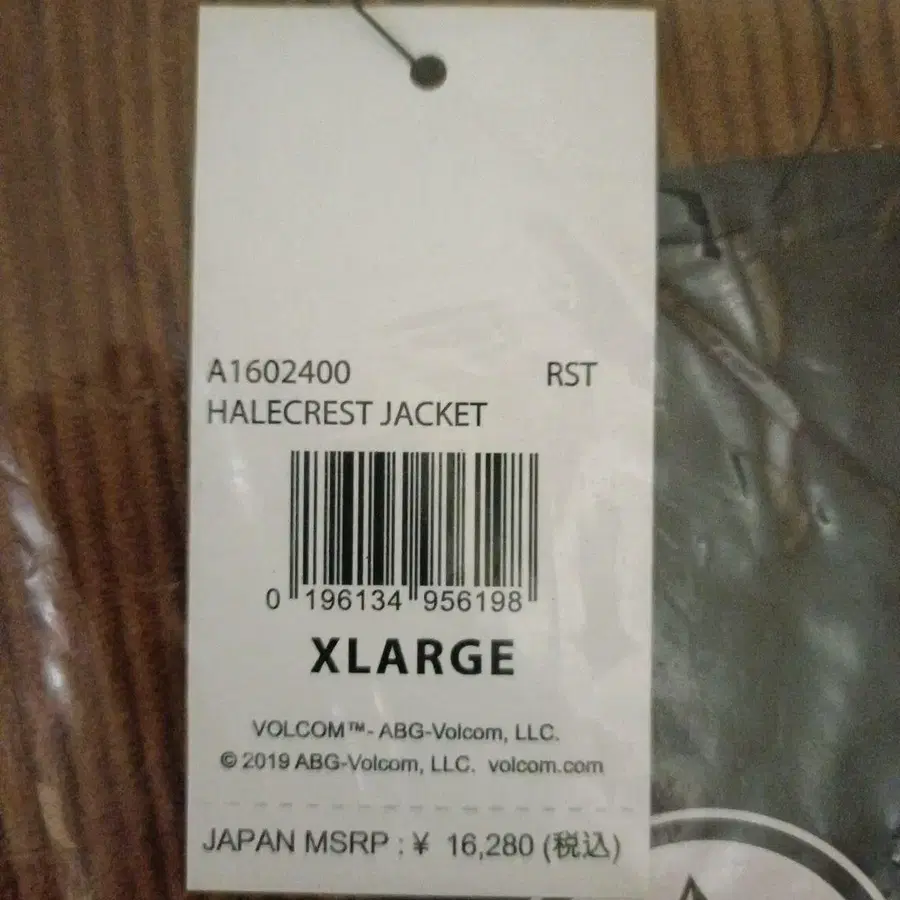 A1602400 RST
HALECREST JACKET
0 196134 956198
XLARGE
VOLCOM™- ABG-Volcom, LLC.
© 2019 ABG-Volcom, LLC. volcom.com
JAPAN MSRP : ¥ 16,280 (税込)